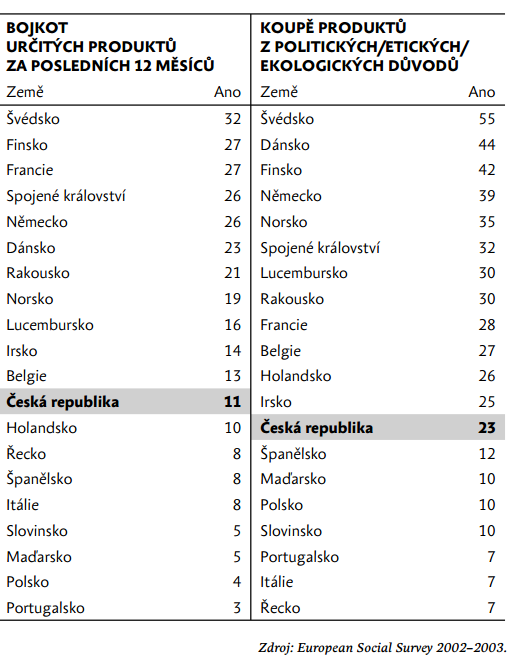 BOJKOT
URČITÝCH PRODUKTŮ
ZA POSLEDNÍCH 12 MĚSÍCŮ
Země Ano
Švédsko 32
Finsko 27
Francie 27
Spojené království 26
Německo 26
Dánsko 23
Rakousko 21
Norsko 19
Lucembursko 16
Irsko 14
Belgie 13
Česká republika 11
Holandsko 10
Řecko 8
Španělsko 8
Itálie 8
Slovinsko 5
Maďarsko 5
Polsko 4
Portugalsko 3
KOUPĚ PRODUKTŮ
Z POLITICKÝCH/ETICKÝCH/
EKOLOGICKÝCH DŮVODŮ
Země Ano
Švédsko 55
Dánsko 44
Finsko 42
Německo 39
Norsko 35
Spojené království 32
Lucembursko 30
Rakousko 30
Francie 28
Belgie 27
Holandsko 26
Irsko 25
Česká republika 23
Španělsko 12
Maďarsko 10
Polsko 10
Slovinsko 10
Portugalsko 7
Itálie 7
Řecko 7
Zdroj: European Social Survey 2002–2003.